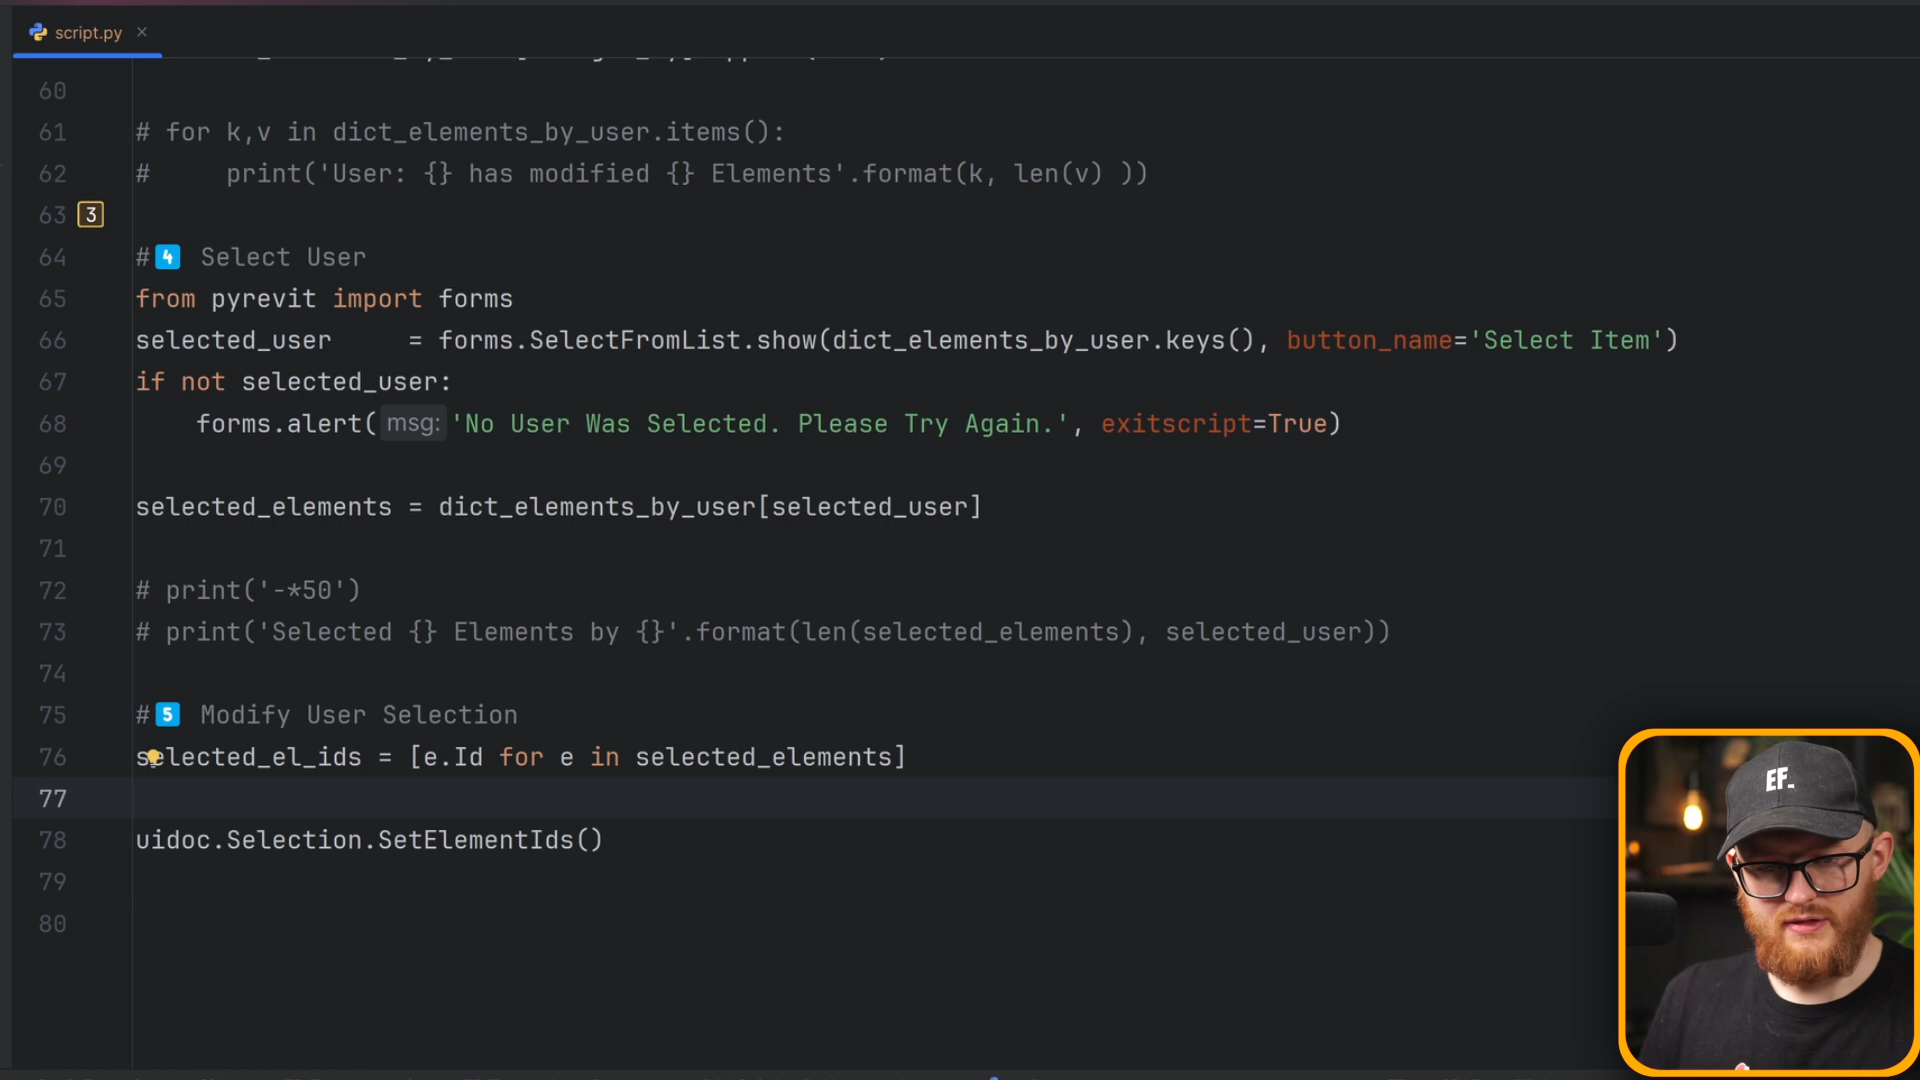 script.py
60
61 # for k,v in dict_elements_by_user.items():
62 #     print('User: {} has modified {} Elements'.format(k, len(v) ))
63 3
64 #4 Select User
65 from pyrevit import forms
66 selected_user     = forms.SelectFromList.show(dict_elements_by_user.keys(), button_name='Select Item')
67 if not selected_user:
68     forms.alert( msg: 'No User Was Selected. Please Try Again.', exitscript=True)
69
70 selected_elements = dict_elements_by_user[selected_user]
71
72 # print('-*50')
73 # print('Selected {} Elements by {}'.format(len(selected_elements), selected_user))
74
75 #5 Modify User Selection
76 selected_el_ids = [e.Id for e in selected_elements]
77
78 uidoc.Selection.SetElementIds()
79
80
EF.